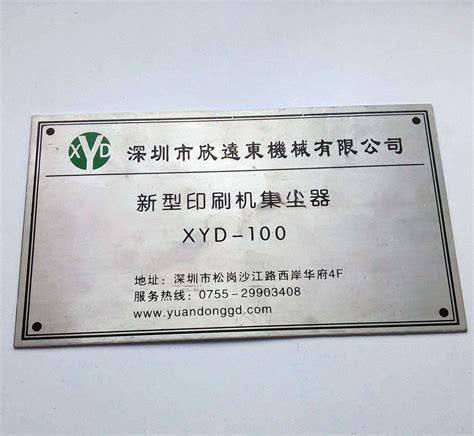 XYD 深圳市欣遠東機械有限公司
新型印刷机集尘器
XYD-100
地址: 深圳市松岗沙江路西岸华府4F
服务热线: 0755-29903408
www.yuandonggd.com